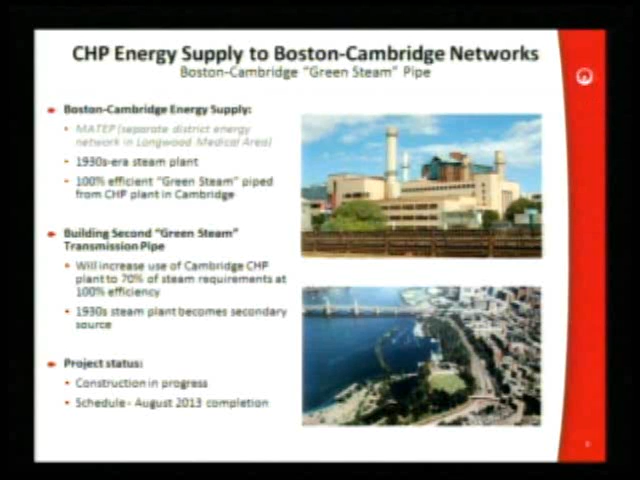 CHP Energy Supply to Boston-Cambridge Networks
Boston-Cambridge "Green Steam" Pipe
Boston-Cambridge Energy Supply:
MATEP (separate district energy
network in Longwood Medical Area)
1930s-era steam plant
100% efficient "Green Steam" piped
from CHP plant in Cambridge
Building Second "Green Steam"
Transmission Pipe
Will increase use of Cambridge CHP
plant to 70% of steam requirements at
100% efficiency
1930s steam plant becomes secondary
source
Project status:
Construction in progress
Schedule - August 2013 completion